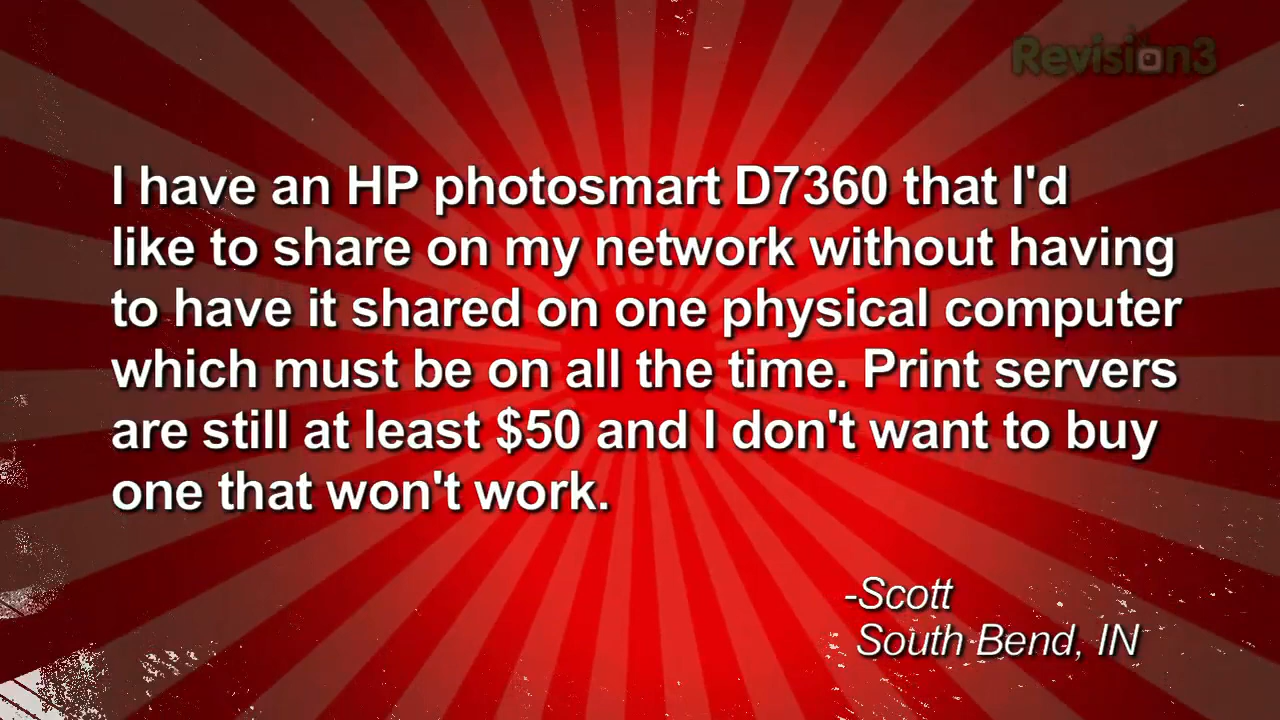 Revision3
I have an HP photosmart D7360 that I'd
like to share on my network without having
to have it shared on one physical computer
which must be on all the time. Print servers
are still at least $50 and I don't want to buy
one that won't work.
-Scott
South Bend, IN